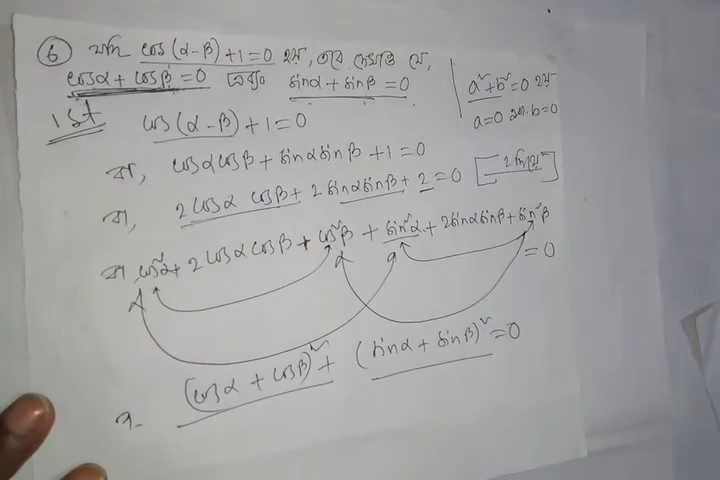 ⑥ যদি cos(α-β)+1=0 হয়, তবে দেখাও যে,
cosα+cosβ=0 এবং sinα+sinβ=0
a²+b²=0 হয়
a=0 এবং b=0
1st
cos(α-β)+1=0
বা, cosαcosβ+sinαsinβ+1=0
বা, 2cosα cosβ+2sinαsinβ+2=0
বা, cos²α+2cosαcosβ+cos²β+sin²α+2sinαsinβ+sin²β
=0
(cosα+cosβ)²+(sinα+sinβ)²=0